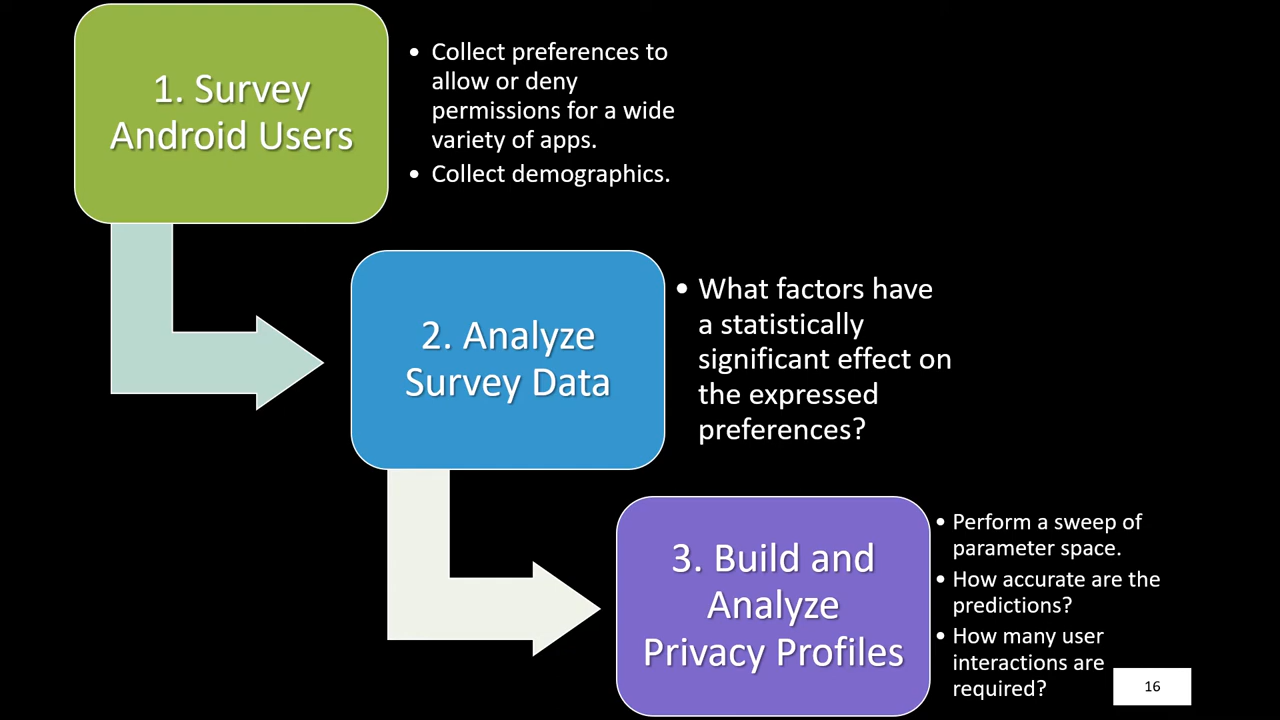 1. Survey
Android Users
• Collect preferences to
allow or deny
permissions for a wide
variety of apps.
• Collect demographics.
2. Analyze
Survey Data
• What factors have
a statistically
significant effect on
the expressed
preferences?
3. Build and
Analyze
Privacy Profiles
• Perform a sweep of
parameter space.
• How accurate are the
predictions?
• How many user
interactions are
required?
16